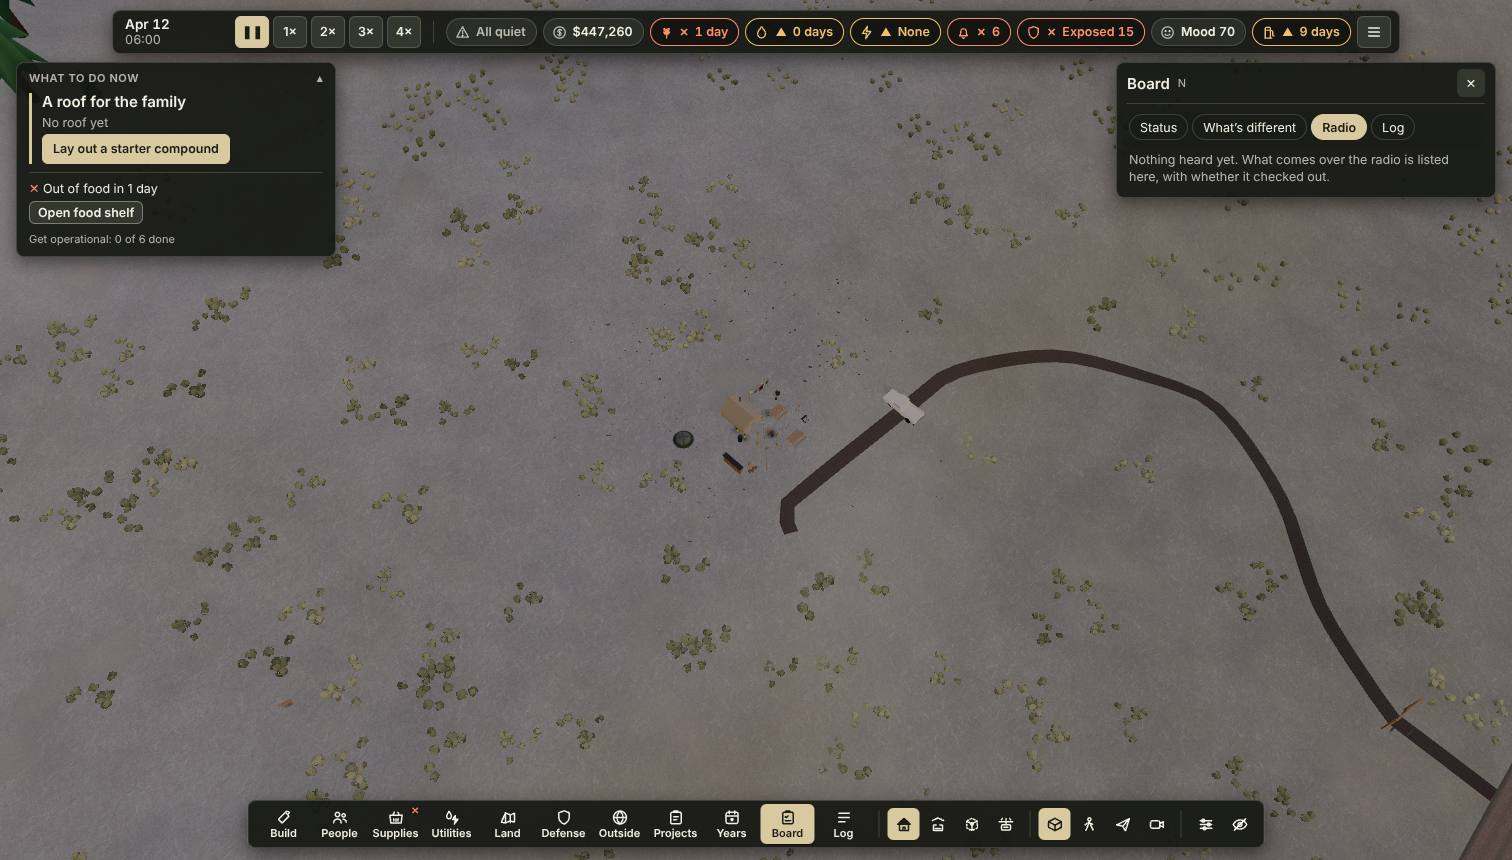 Apr 12
06:00
1× 2× 3× 4× All quiet $447,260 × 1 day ▲ 0 days ▲ None × 6 × Exposed 15 Mood 70 ▲ 9 days
WHAT TO DO NOW ▲
A roof for the family
No roof yet
Lay out a starter compound
× Out of food in 1 day
Open food shelf
Get operational: 0 of 6 done
Board N ×
Status What's different Radio Log
Nothing heard yet. What comes over the radio is listed
here, with whether it checked out.
Build People Supplies × Utilities Land Defense Outside Projects Years Board Log